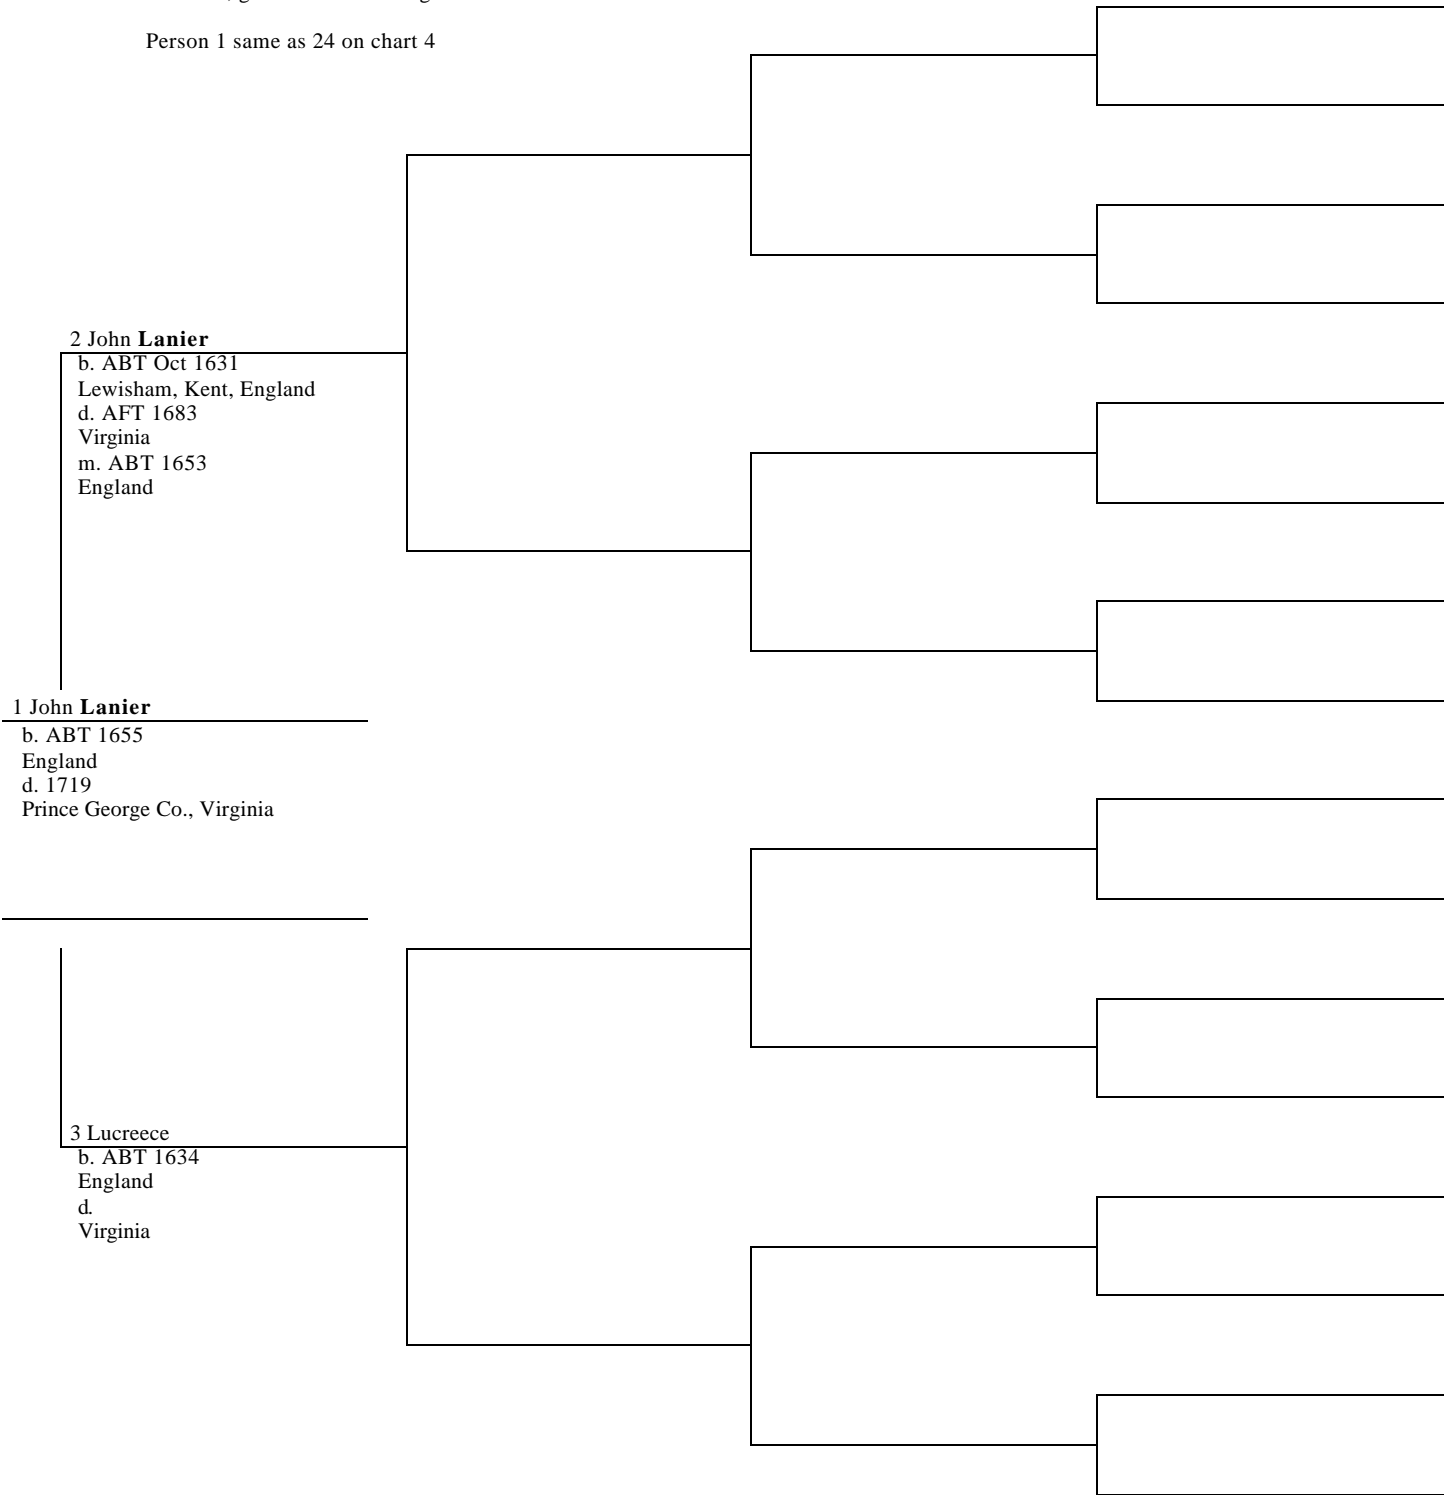 Person 1 same as 24 on chart 4
2 John Lanier
b. ABT Oct 1631
Lewisham, Kent, England
d. AFT 1683
Virginia
m. ABT 1653
England
1 John Lanier
b. ABT 1655
England
d. 1719
Prince George Co., Virginia
3 Lucreece
b. ABT 1634
England
d.
Virginia